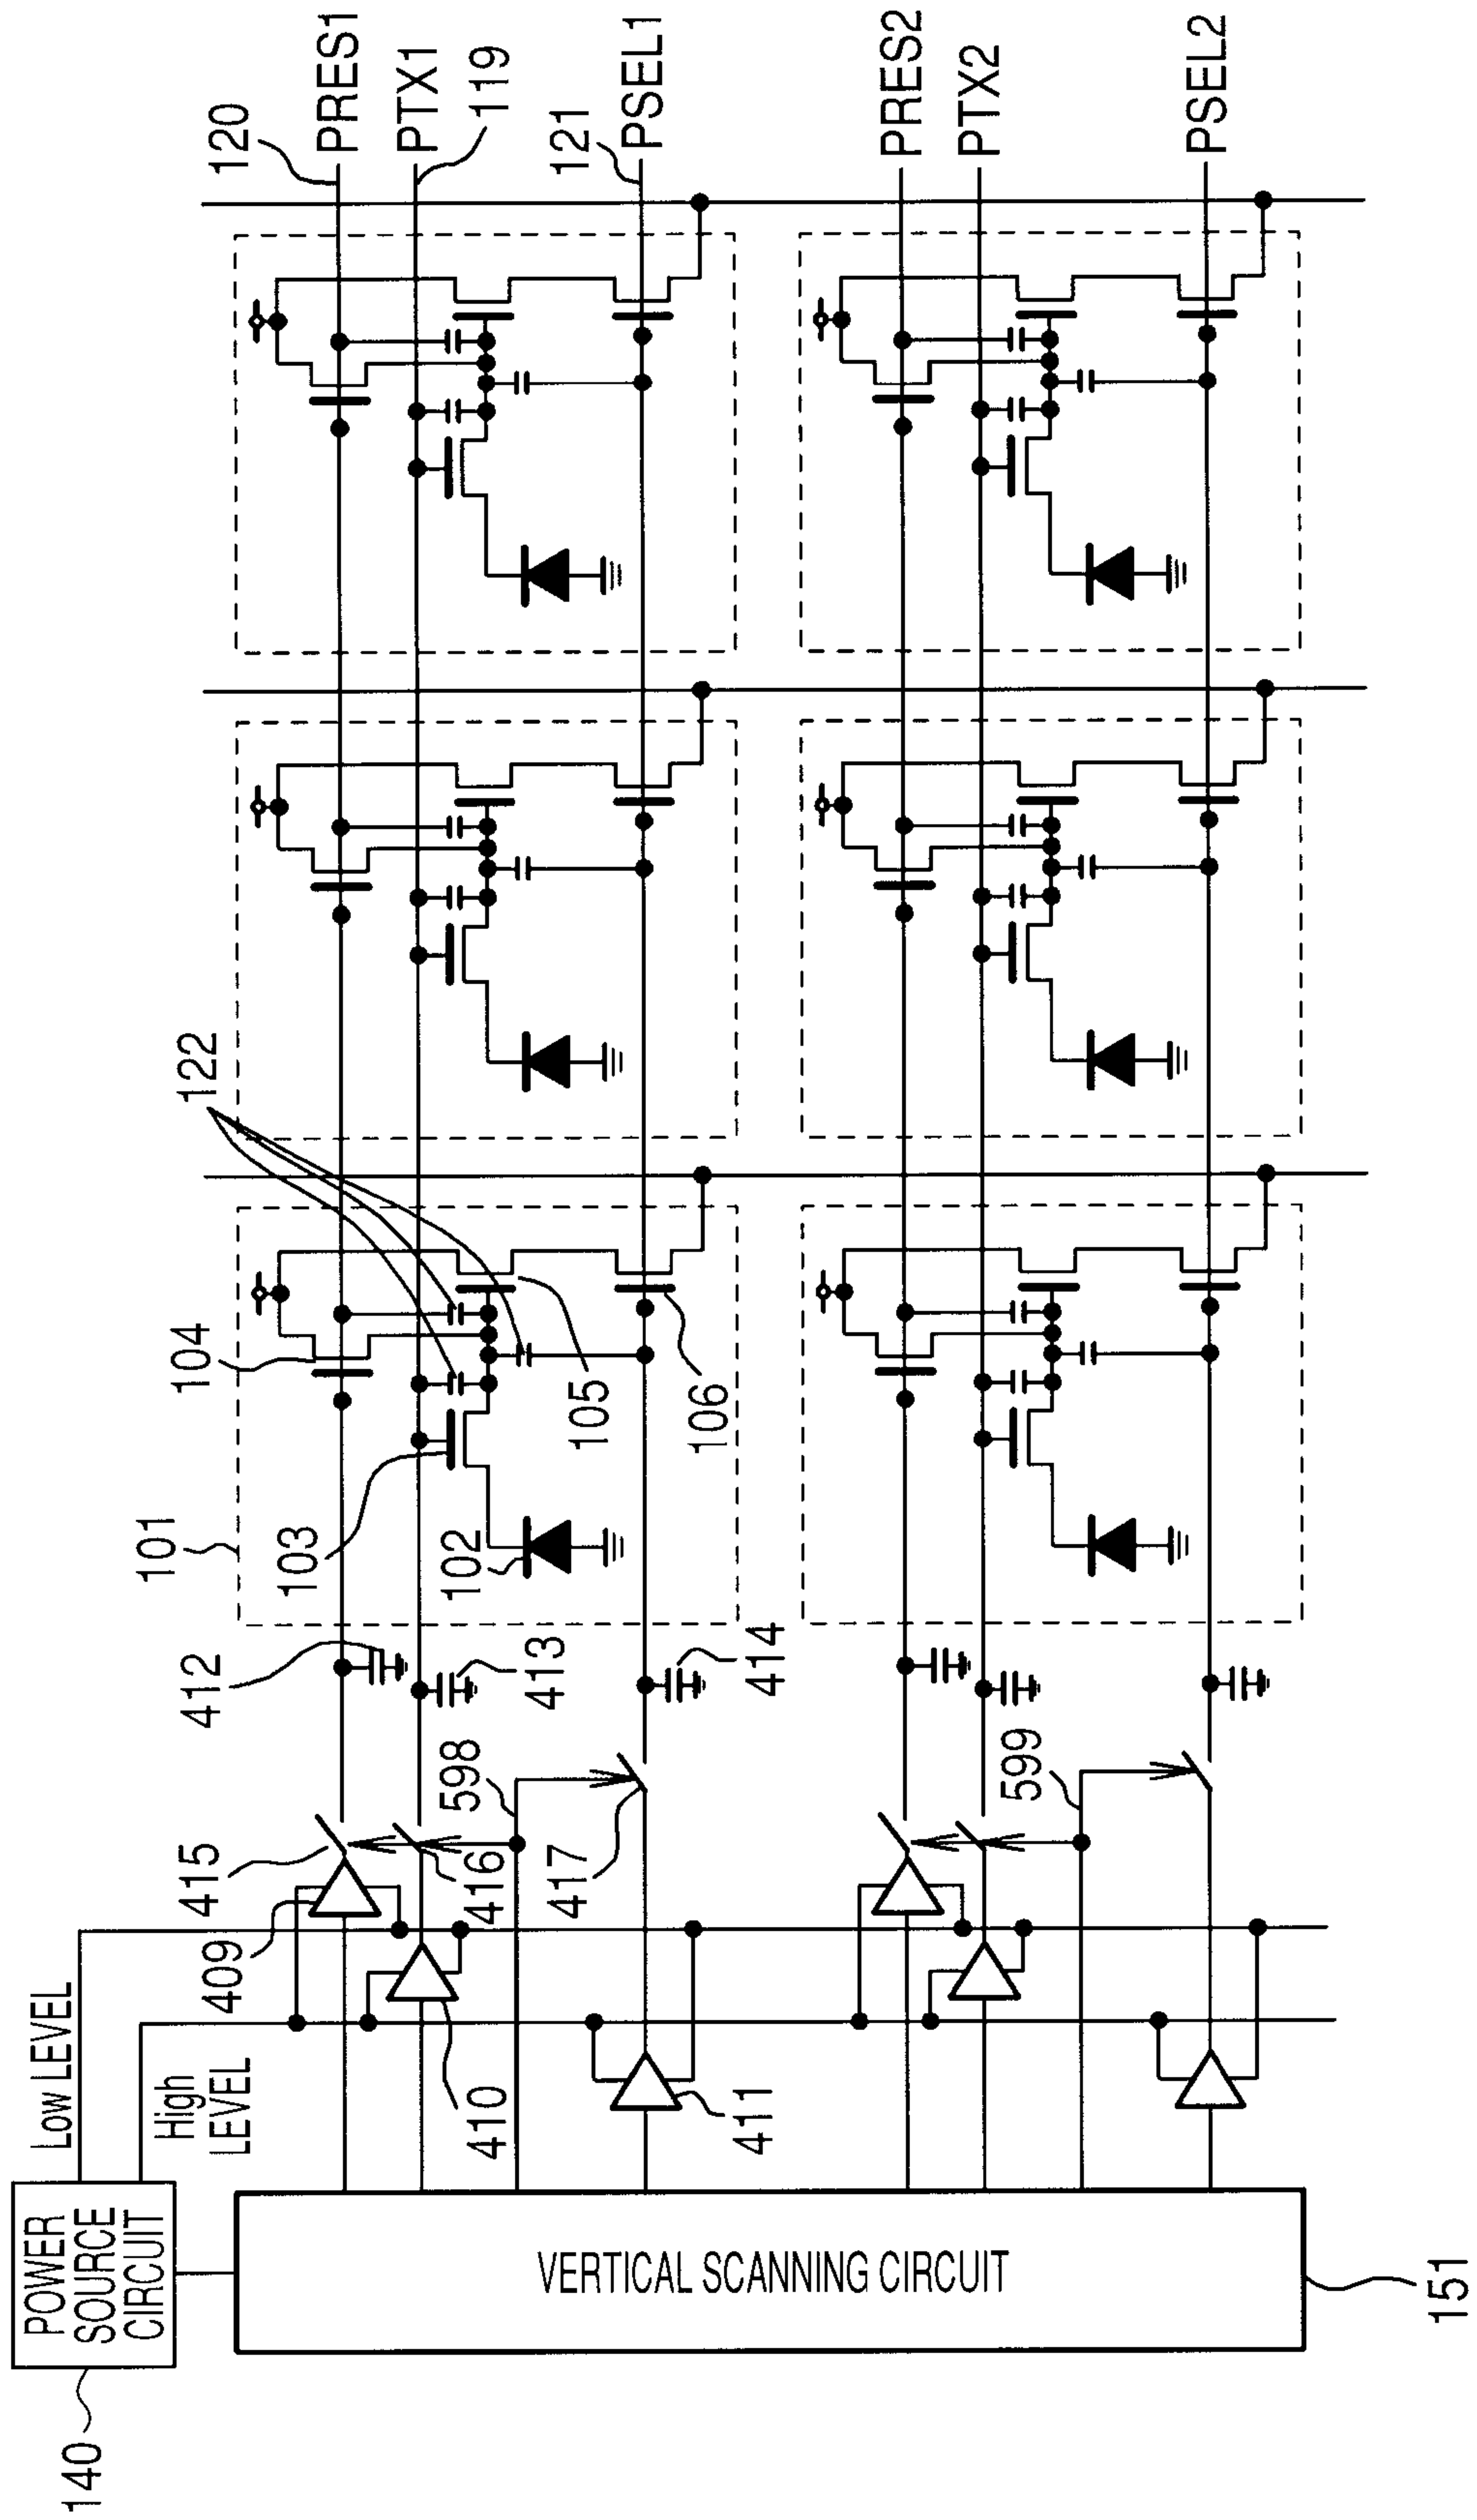 140
POWER
SOURCE
CIRCUIT
Low LEVEL
High
LEVEL
409
415
412
101
104
122
120
PRES1
PTX1
119
121
PSEL1
410
416
598
413
102
103
105
106
417
414
411
VERTICAL SCANNING CIRCUIT
599
PRES2
PTX2
PSEL2
151